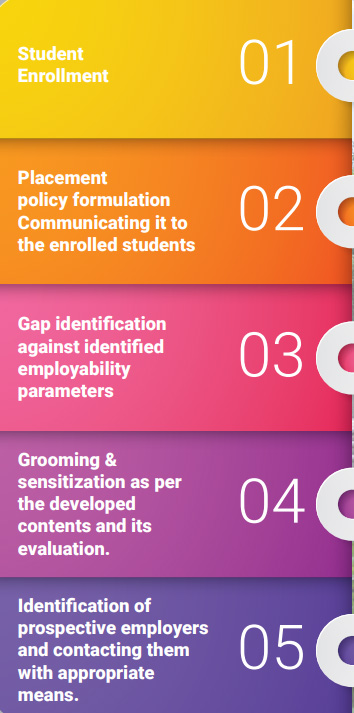 Student
Enrollment
01
Placement
policy formulation
Communicating it to
the enrolled students
02
Gap identification
against identified
employability
parameters
03
Grooming &
sensitization as per
the developed
contents and its
evaluation.
04
Identification of
prospective employers
and contacting them
with appropriate
means.
05